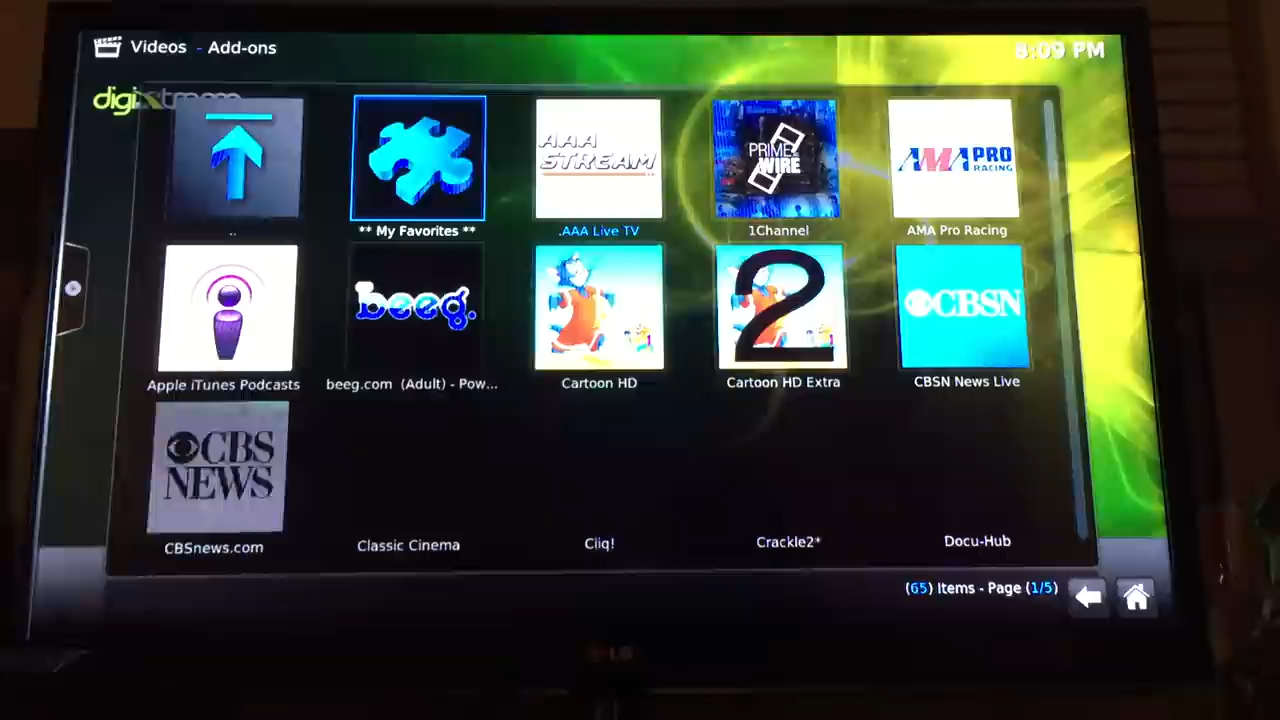 Videos - Add-ons
8:09 PM
digixtream
AAA
STREAM
PRIME
WIRE
AMA PRO
RACING
..
** My Favorites **
.AAA Live TV
1Channel
AMA Pro Racing
beeg.
2
CBSN
Apple iTunes Podcasts
beeg.com (Adult) - Pow...
Cartoon HD
Cartoon HD Extra
CBSN News Live
CBS
NEWS
CBSnews.com
Classic Cinema
Cliq!
Crackle2*
Docu-Hub
(65) Items - Page (1/5)
LG